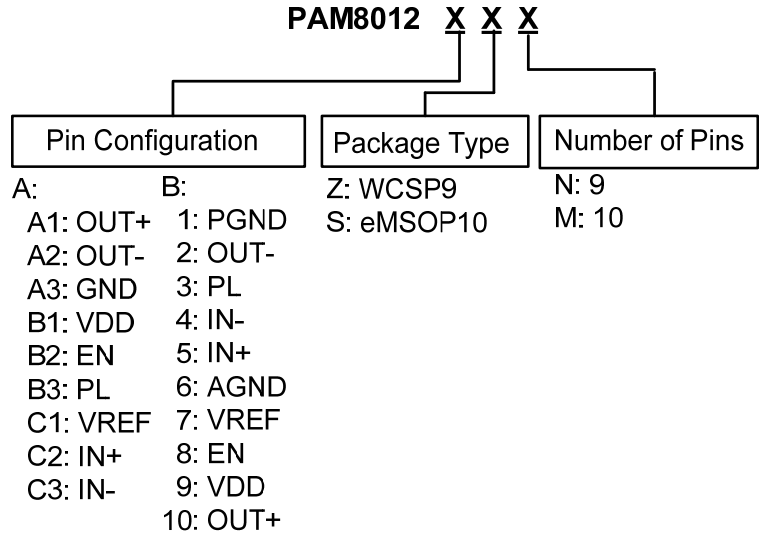 PAM8012 X X X
Pin Configuration
A:
A1: OUT+
A2: OUT-
A3: GND
B1: VDD
B2: EN
B3: PL
C1: VREF
C2: IN+
C3: IN-
B:
1: PGND
2: OUT-
3: PL
4: IN-
5: IN+
6: AGND
7: VREF
8: EN
9: VDD
10: OUT+
Package Type
Z: WCSP9
S: eMSOP10
Number of Pins
N: 9
M: 10